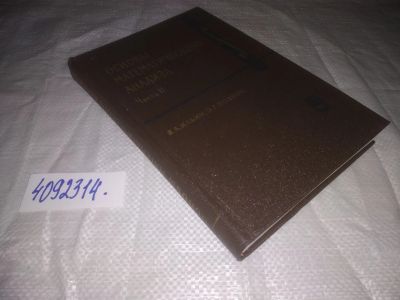 ОСНОВЫ
МАТЕМАТИЧЕСКОГО
АНАЛИЗА
Часть II
4092314.